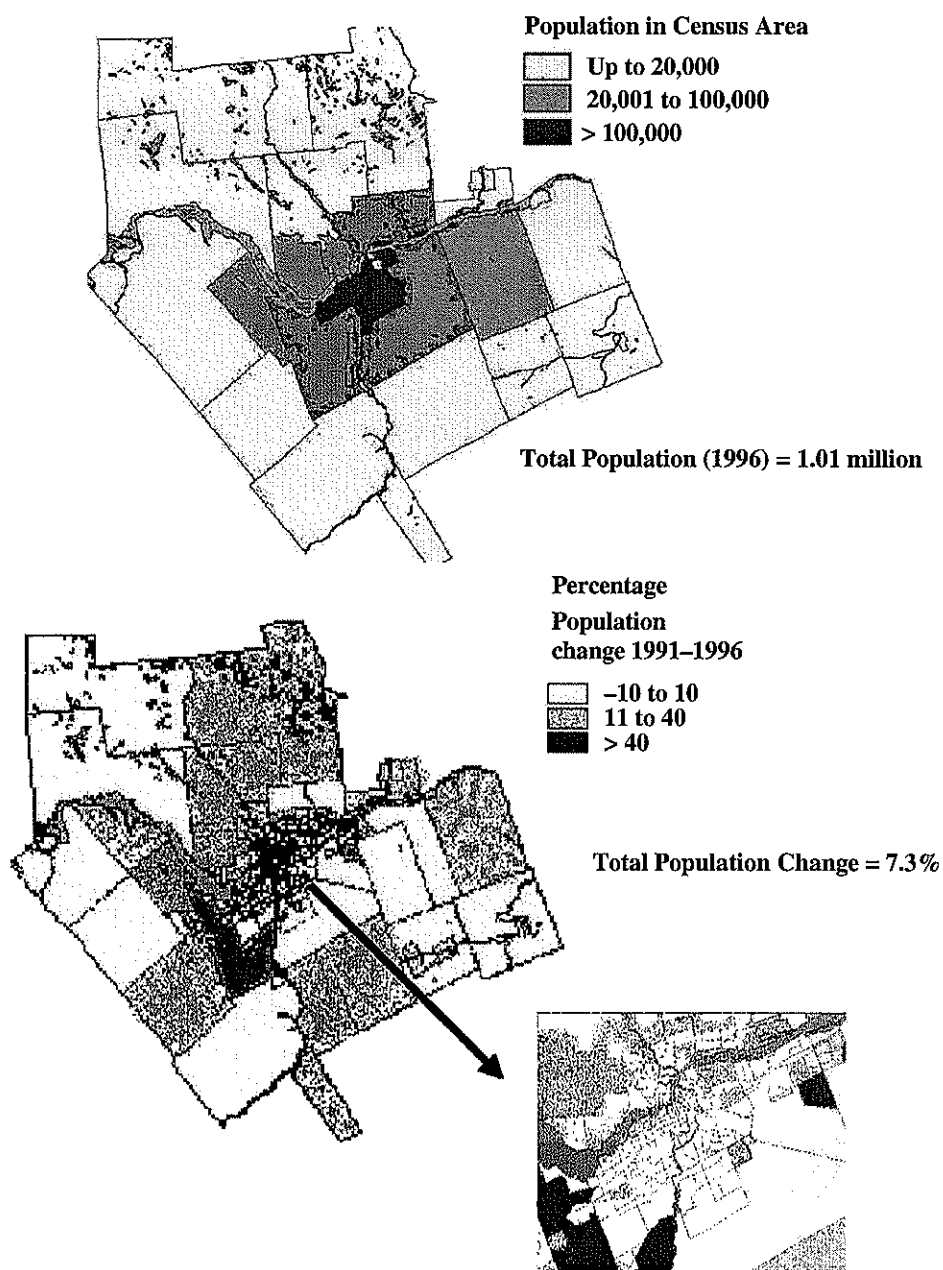 Population in Census Area
Up to 20,000
20,001 to 100,000
> 100,000
Total Population (1996) = 1.01 million
Percentage
Population
change 1991–1996
–10 to 10
11 to 40
> 40
Total Population Change = 7.3%